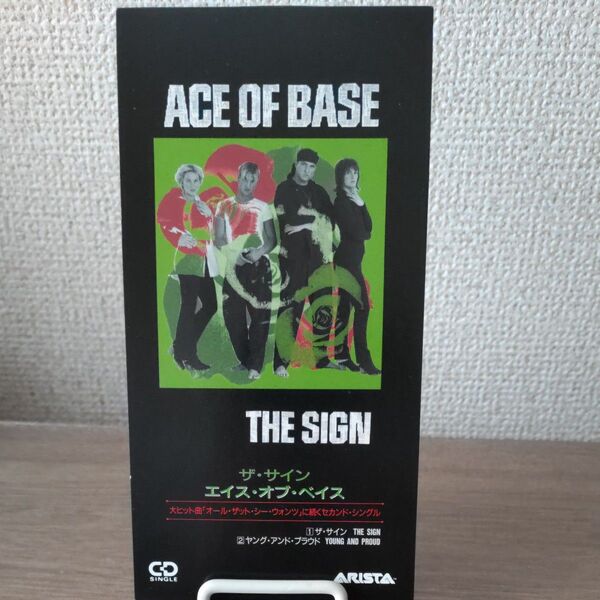 ACE OF BASE
THE SIGN
ザ・サイン
エイス・オブ・ベイス
大ヒット曲「オール・ザット・シー・ウォンツ」に続くセカンド・シングル
1 ザ・サイン THE SIGN
2 ヤング・アンド・プラウド YOUNG AND PROUD
CD SINGLE
ARISTA